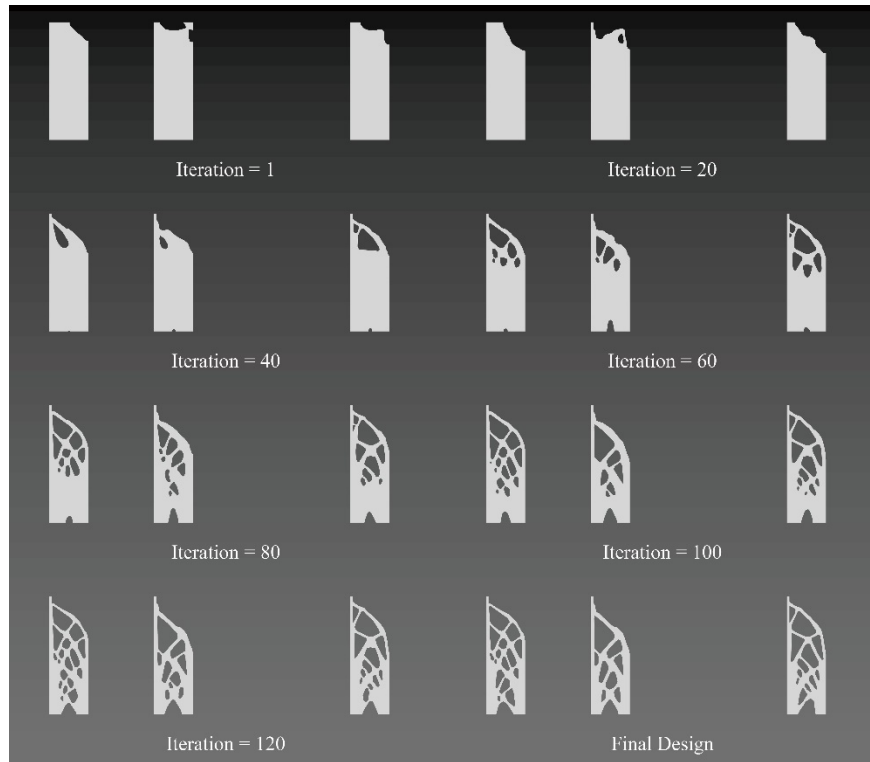 Iteration = 1
Iteration = 20
Iteration = 40
Iteration = 60
Iteration = 80
Iteration = 100
Iteration = 120
Final Design